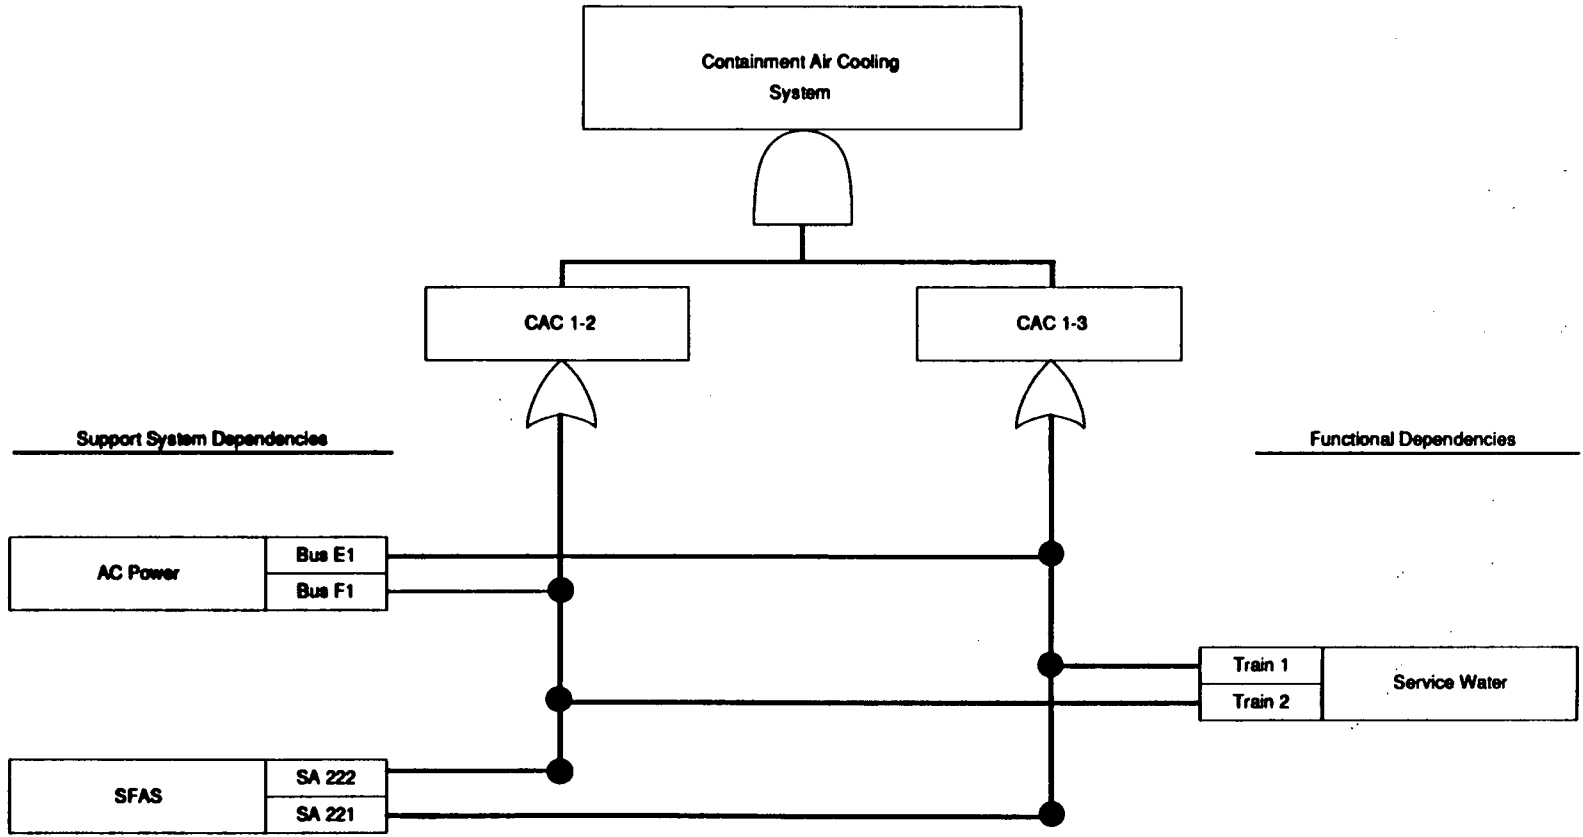 Containment Air Cooling
System
CAC 1-2
CAC 1-3
Support System Dependencies
Functional Dependencies
AC Power
Bus E1
Bus F1
Train 1
Train 2
Service Water
SFAS
SA 222
SA 221